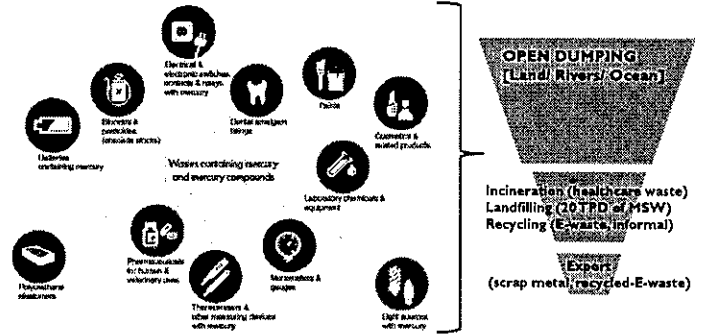 Electrical &
electronic switches,
contacts & relays
with mercury
Biocides &
pesticides
(obsolete stocks)
Dental amalgam
fillings
Paints
Cosmetics &
related products
Batteries
containing mercury
Wastes containing mercury
and mercury compounds
Laboratory chemicals &
equipment
Pharmaceuticals
for human &
veterinary uses
Manometers &
gauges
Polyurethane
elastomers
Thermometers &
other measuring devices
with mercury
Light sources
with mercury
OPEN DUMPING
[Land/ Rivers/ Ocean]
Incineration (healthcare waste)
Landfilling (20TPD of MSW)
Recycling (E-waste, informal)
Export
(scrap metal, recycled-E-waste)